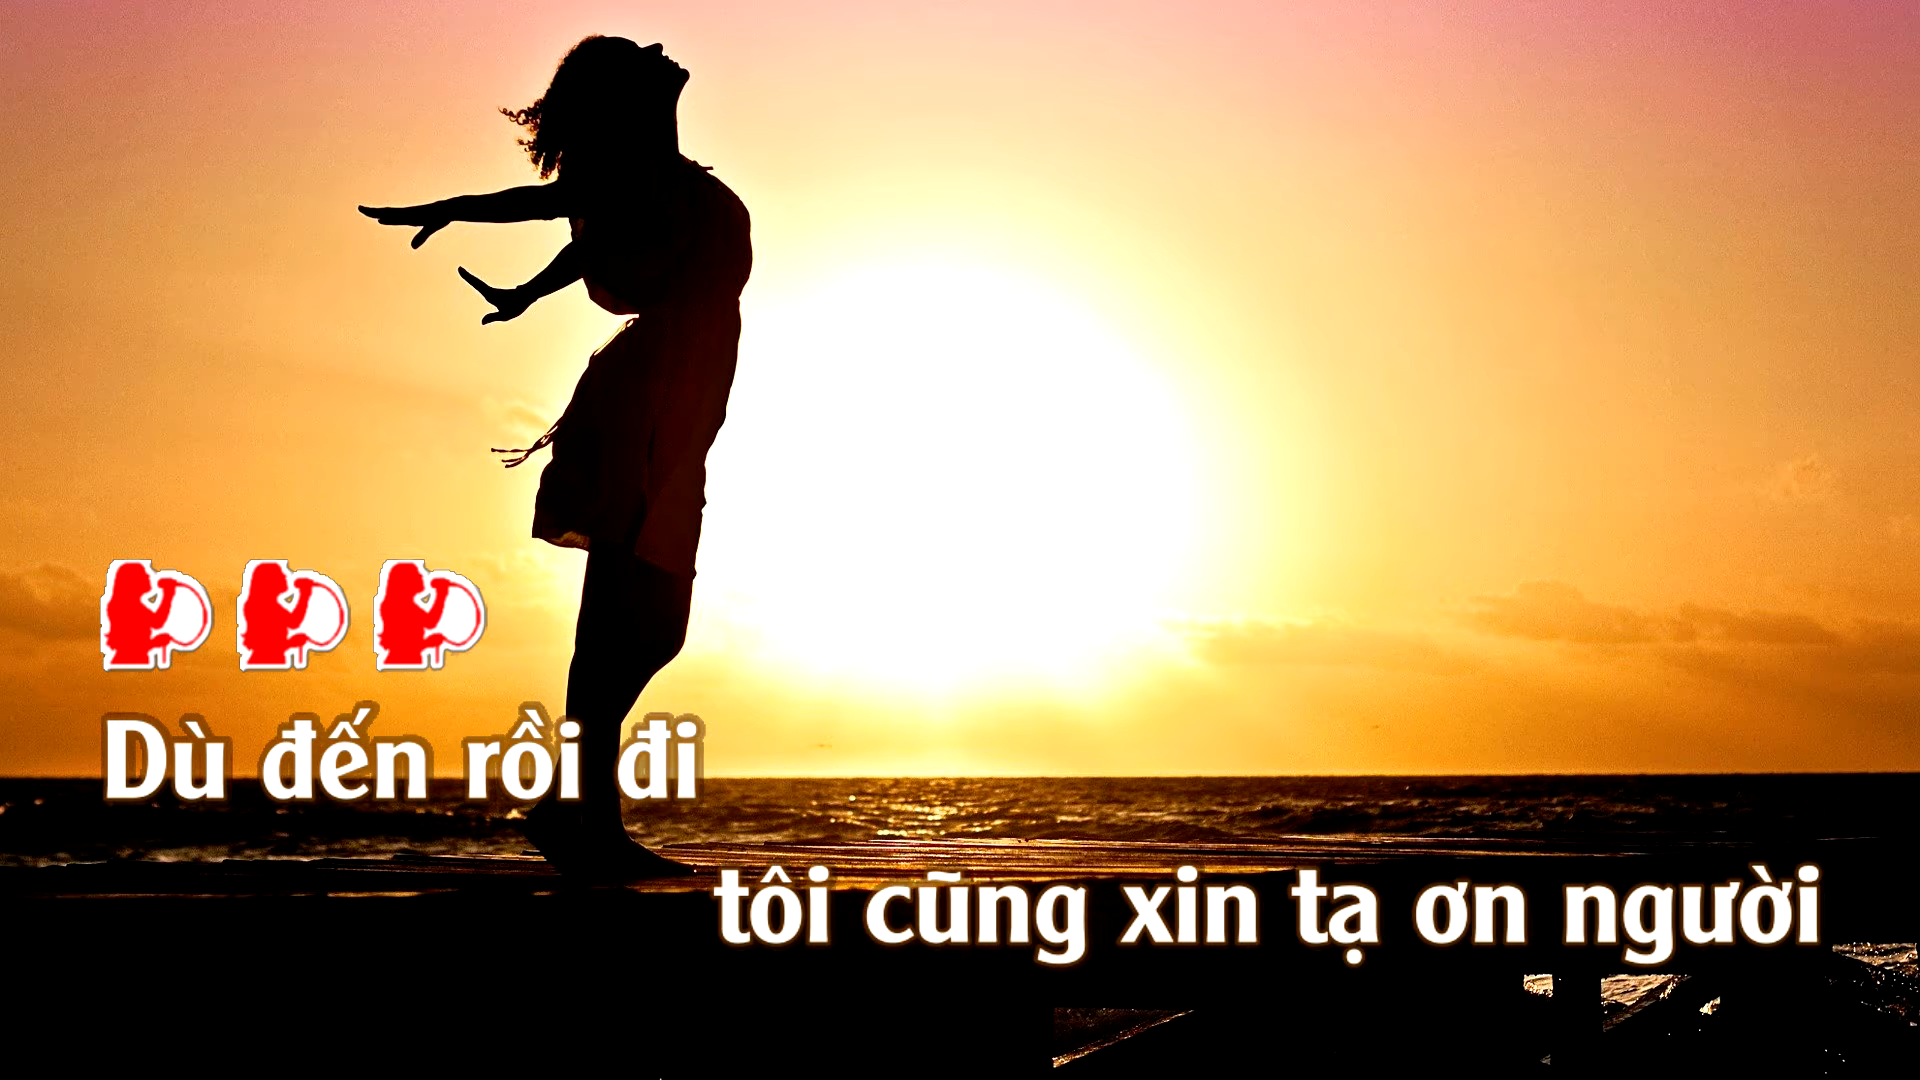 Dù đến rồi đi
tôi cũng xin tạ ơn người